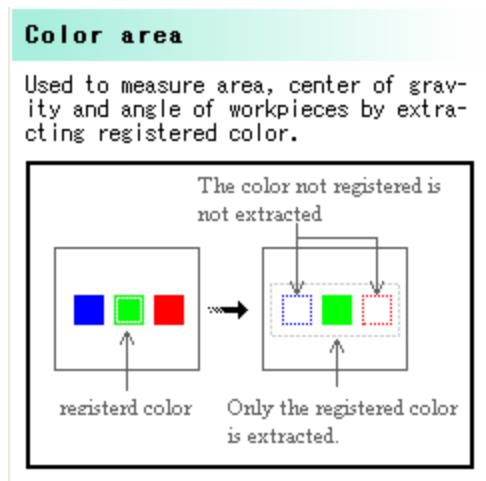 Color area
Used to measure area, center of grav-
ity and angle of workpieces by extra-
cting registered color.
The color not registered is
not extracted
registerd color
Only the registered color
is extracted.